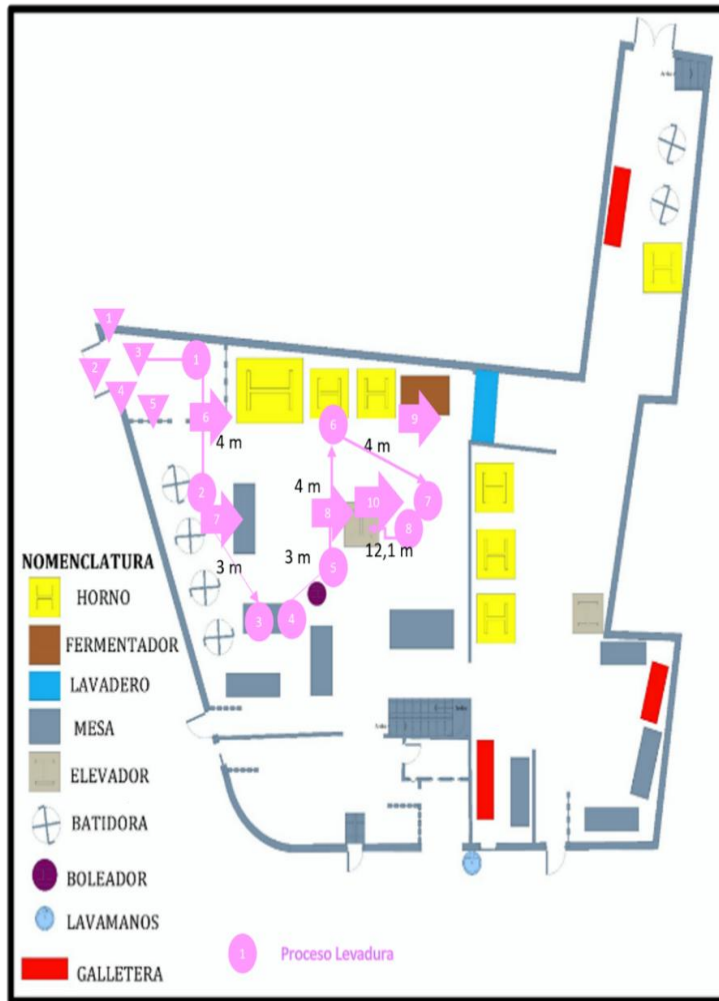 1
3
1
2
4
5
6
4 m
6
4 m
9
4 m
2
7
8
10
7
8
3 m
3 m
12,1 m
5
3
4
NOMENCLATURA
HORNO
FERMENTADOR
LAVADERO
MESA
ELEVADOR
BATIDORA
BOLEADOR
LAVAMANOS
GALLETERA
1 Proceso Levadura